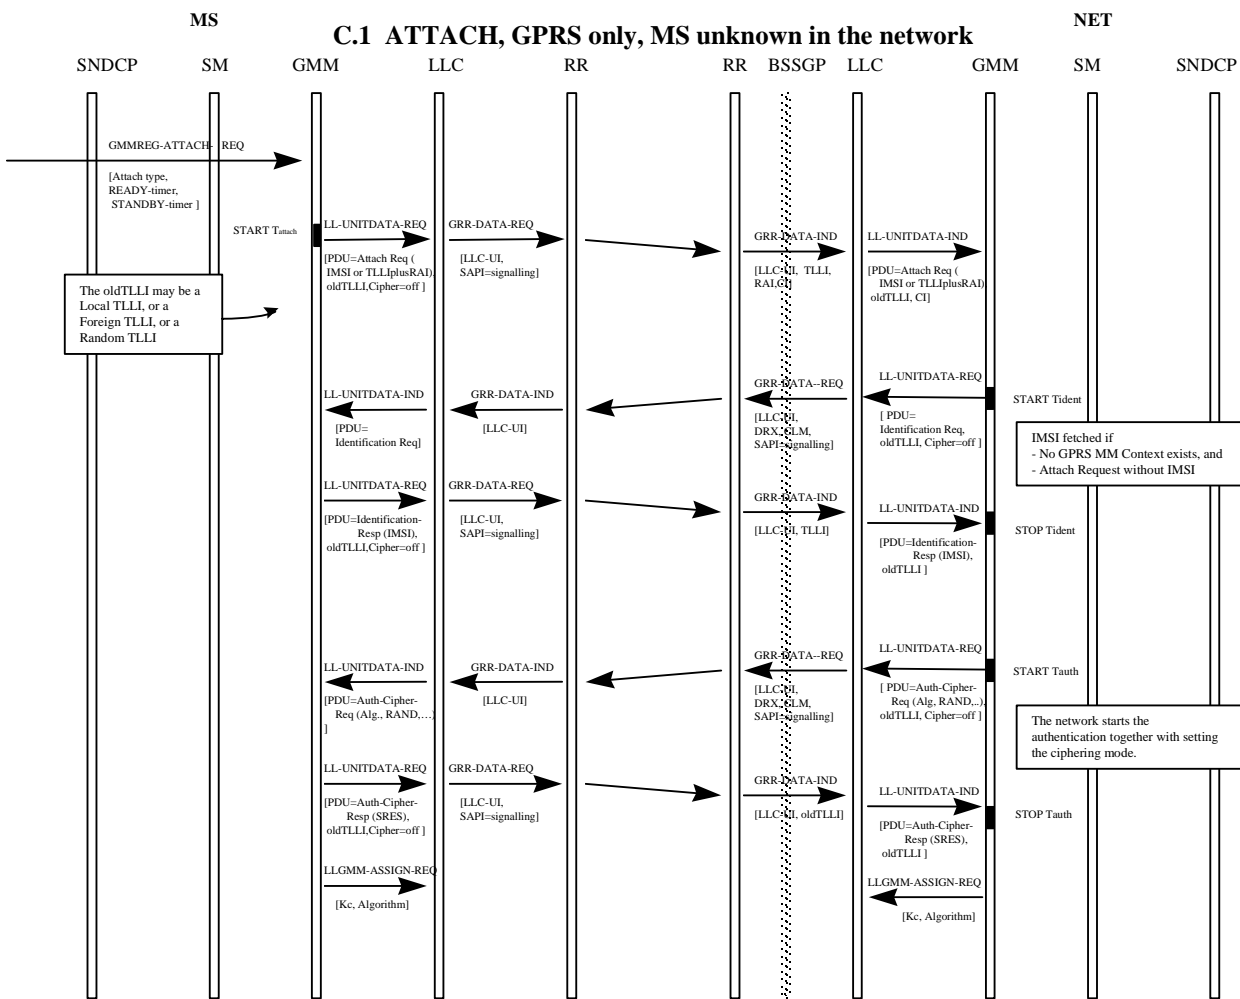 MS
NET
C.1 ATTACH, GPRS only, MS unknown in the network
SNDCP
SM
GMM
LLC
RR
RR
BSSGP
LLC
GMM
SM
SNDCP
GMMREG-ATTACH- REQ
[Attach type,
READY-timer,
STANDBY-timer ]
START Tattach
LL-UNITDATA-REQ
[PDU=Attach Req (
IMSI or TLLIplusRAI),
oldTLLI,Cipher=off ]
GRR-DATA-REQ
[LLC-UI,
SAPI=signalling]
GRR-DATA-IND
[LLC-UI, TLLI,
RAI,CI]
LL-UNITDATA-IND
[PDU=Attach Req (
IMSI or TLLIplusRAI)
oldTLLI, CI]
The oldTLLI may be a
Local TLLI, or a
Foreign TLLI, or a
Random TLLI
LL-UNITDATA-IND
[PDU=
Identification Req]
GRR-DATA-IND
[LLC-UI]
GRR-DATA--REQ
[LLC-UI,
DRX,CLM,
SAPI=signalling]
LL-UNITDATA-REQ
[ PDU=
Identification Req,
oldTLLI, Cipher=off ]
START Tident
IMSI fetched if
- No GPRS MM Context exists, and
- Attach Request without IMSI
LL-UNITDATA-REQ
[PDU=Identification-
Resp (IMSI),
oldTLLI,Cipher=off ]
GRR-DATA-REQ
[LLC-UI,
SAPI=signalling]
GRR-DATA-IND
[LLC-UI, TLLI]
LL-UNITDATA-IND
[PDU=Identification-
Resp (IMSI),
oldTLLI ]
STOP Tident
LL-UNITDATA-IND
[PDU=Auth-Cipher-
Req (Alg., RAND,…)
]
GRR-DATA-IND
[LLC-UI]
GRR-DATA--REQ
[LLC-UI,
DRX,CLM,
SAPI=signalling]
LL-UNITDATA-REQ
[ PDU=Auth-Cipher-
Req (Alg, RAND,..),
oldTLLI, Cipher=off ]
START Tauth
The network starts the
authentication together with setting
the ciphering mode.
LL-UNITDATA-REQ
[PDU=Auth-Cipher-
Resp (SRES),
oldTLLI,Cipher=off ]
GRR-DATA-REQ
[LLC-UI,
SAPI=signalling]
GRR-DATA-IND
[LLC-UI, oldTLLI]
LL-UNITDATA-IND
[PDU=Auth-Cipher-
Resp (SRES),
oldTLLI ]
STOP Tauth
LLGMM-ASSIGN-REQ
[Kc, Algorithm]
LLGMM-ASSIGN-REQ
[Kc, Algorithm]